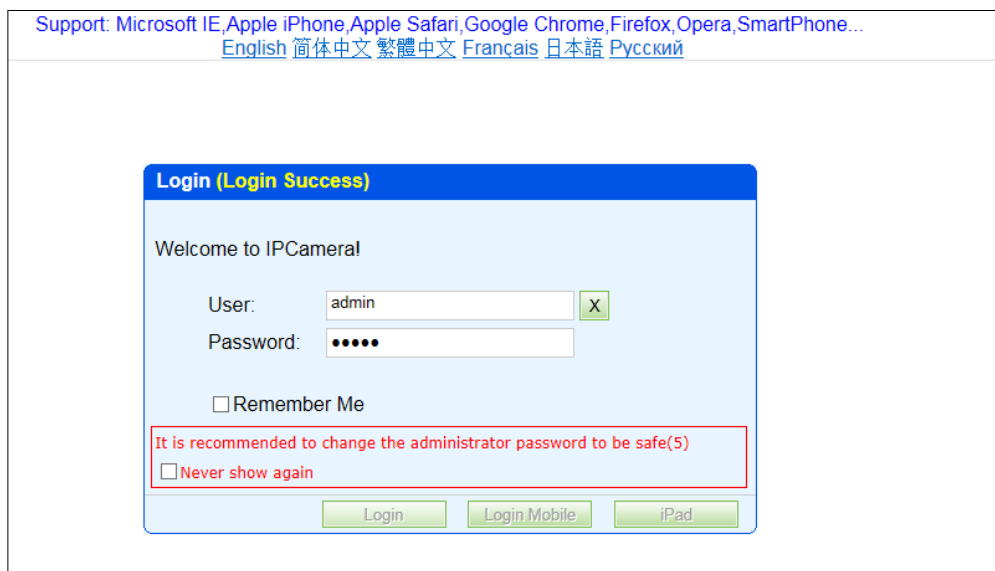 Support: Microsoft IE,Apple iPhone,Apple Safari,Google Chrome,Firefox,Opera,SmartPhone...
English 简体中文 繁體中文 Français 日本語 Русский
Login (Login Success)
Welcome to IPCamera!
User: admin X
Password: •••••
Remember Me
It is recommended to change the administrator password to be safe(5)
Never show again
Login Login Mobile iPad